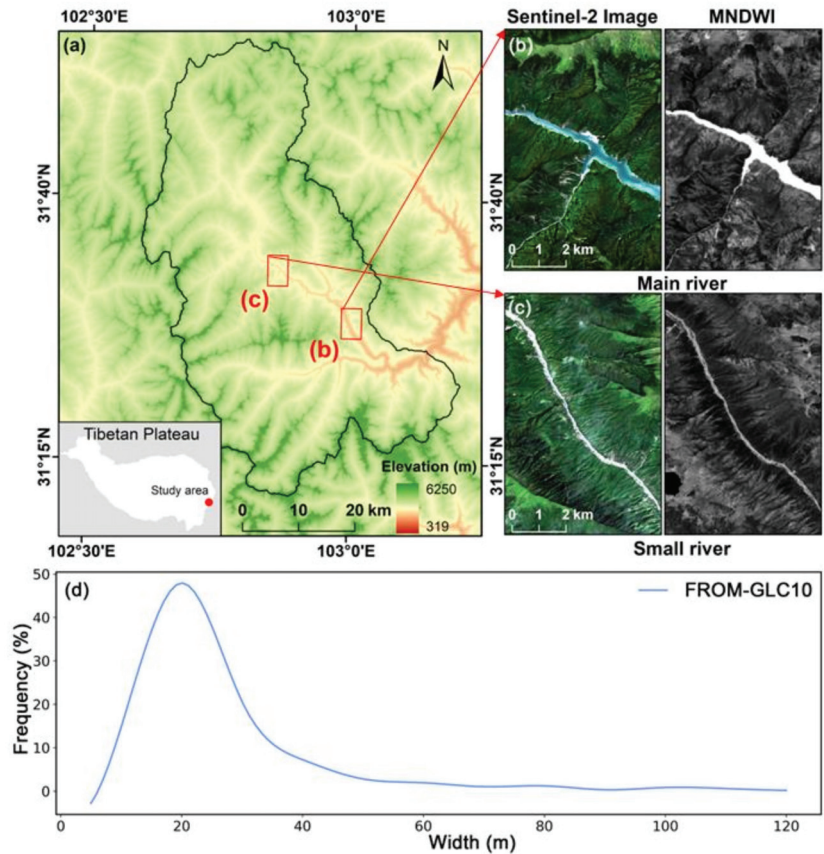 102°30'E
103°0'E
Sentinel-2 Image
MNDWI
(a)
N
(b)
31°40'N
31°40'N
0 1 2 km
Main river
(c)
(b)
(c)
31°15'N
31°15'N
Tibetan Plateau
Study area
Elevation (m)
6250
319
0 10 20 km
0 1 2 km
102°30'E
103°0'E
Small river
(d)
FROM-GLC10
Frequency (%)
50
40
30
20
10
0
0 20 40 60 80 100 120
Width (m)